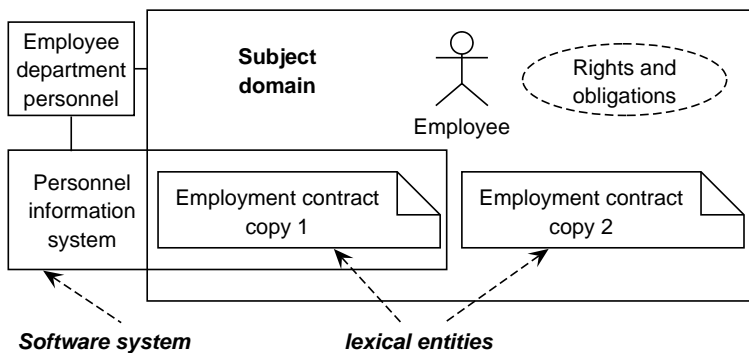 Employee
department
personnel
Subject
domain
Employee
Rights and
obligations
Personnel
information
system
Employment contract
copy 1
Employment contract
copy 2
Software system
lexical entities